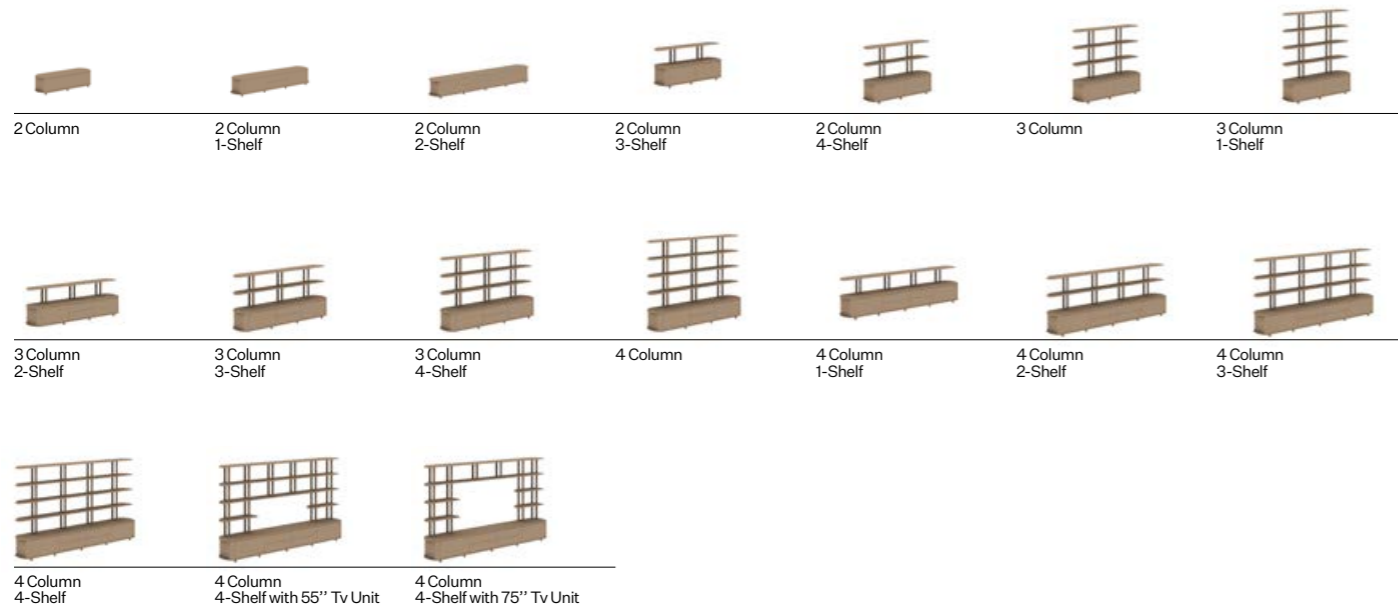 2 Column
2 Column
1-Shelf
2 Column
2-Shelf
2 Column
3-Shelf
2 Column
4-Shelf
3 Column
3 Column
1-Shelf
3 Column
2-Shelf
3 Column
3-Shelf
3 Column
4-Shelf
4 Column
4 Column
1-Shelf
4 Column
2-Shelf
4 Column
3-Shelf
4 Column
4-Shelf
4 Column
4-Shelf with 55’’ Tv Unit
4 Column
4-Shelf with 75’’ Tv Unit